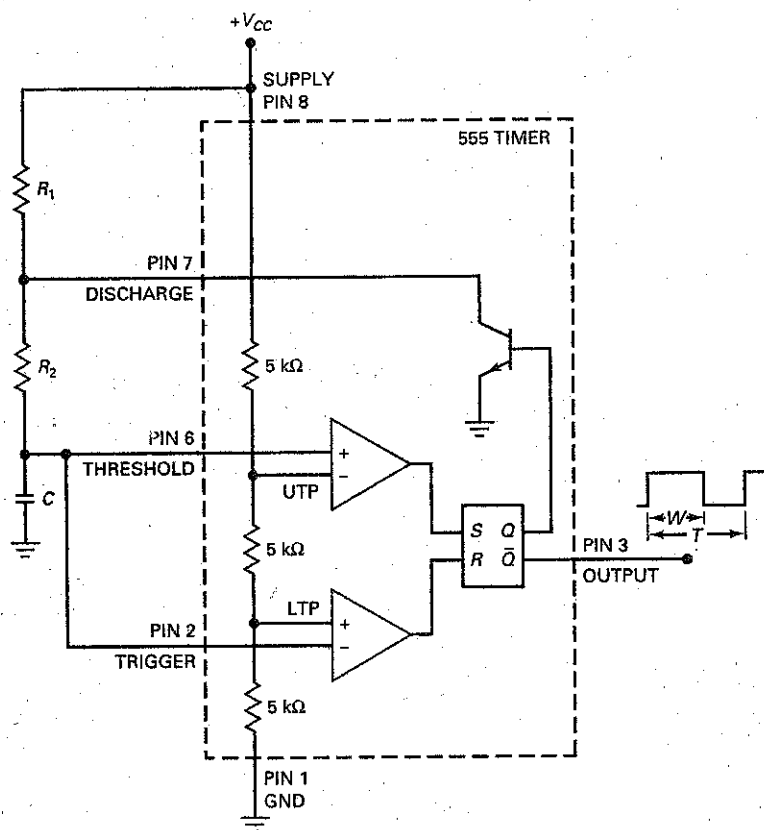 +VCC
SUPPLY
PIN 8
555 TIMER
R1
PIN 7
DISCHARGE
R2
5 kΩ
PIN 6
THRESHOLD
+
−
UTP
C
S Q
R Q̅
W
T
PIN 3
OUTPUT
5 kΩ
LTP
+
−
PIN 2
TRIGGER
5 kΩ
PIN 1
GND